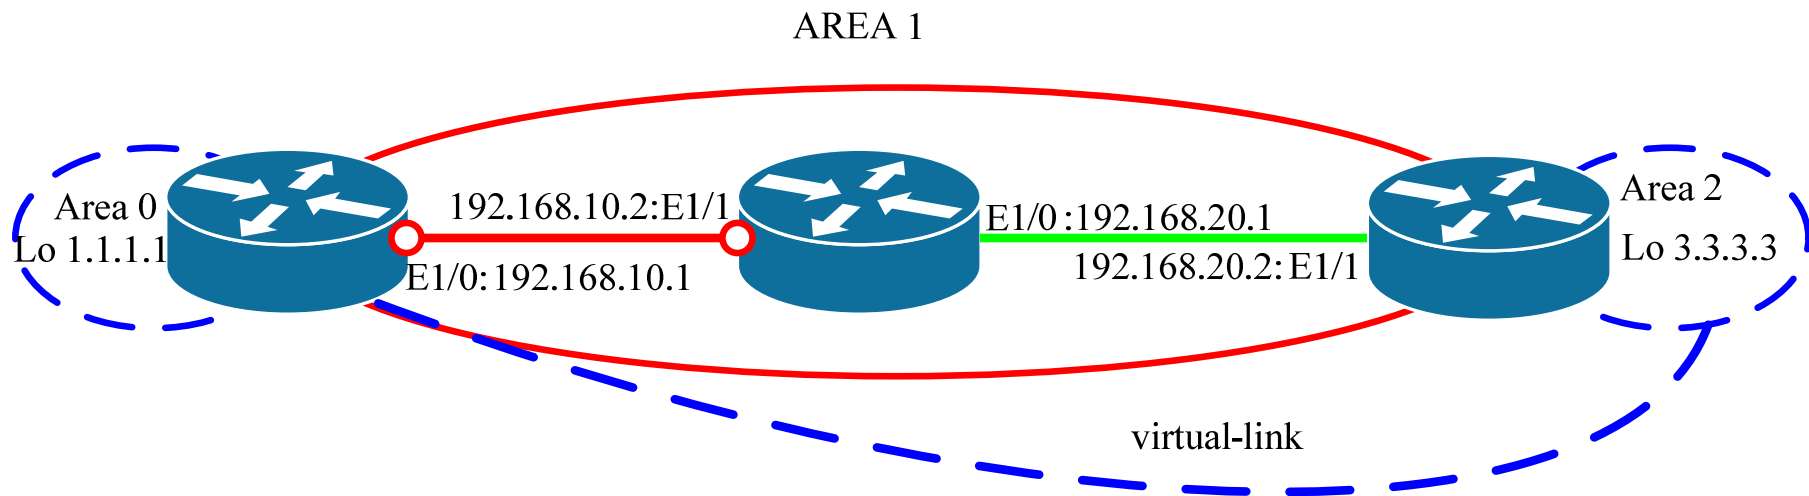 AREA 1
Area 0
Lo 1.1.1.1
192.168.10.2:E1/1
E1/0:192.168.10.1
E1/0 :192.168.20.1
192.168.20.2: E1/1
Area 2
Lo 3.3.3.3
virtual-link